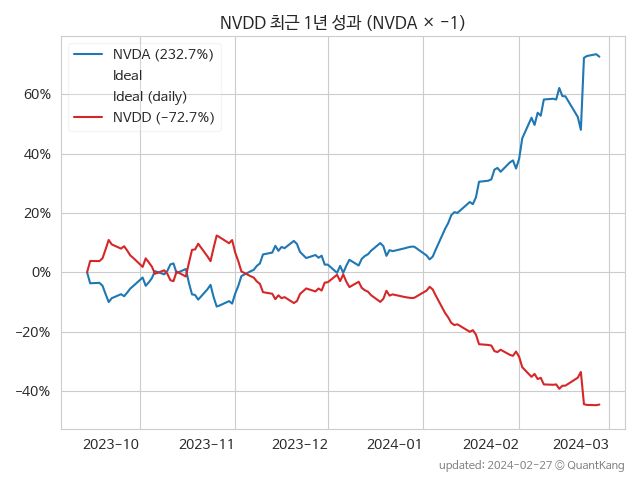 NVDD 최근 1년 성과 (NVDA × −1)
NVDA (232.7%)
Ideal
Ideal (daily)
NVDD (−72.7%)
60%
40%
20%
0%
−20%
−40%
2023−10
2023−11
2023−12
2024−01
2024−02
2024−03
updated: 2024−02−27 © QuantKang